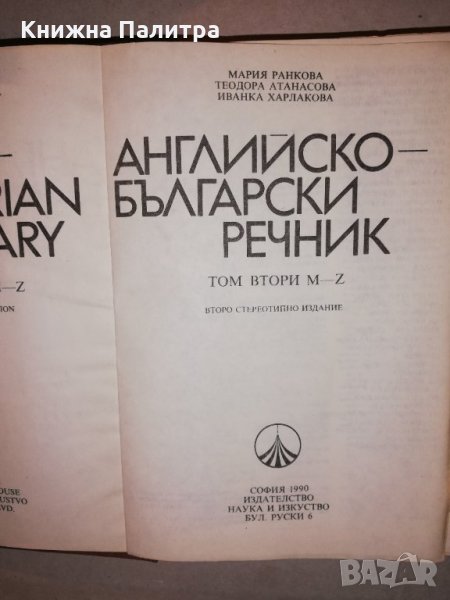 Книжна Палитра
RIAN
ARY
—Z
ION
OUSE
USTVO
VD.
МАРИЯ РАНКОВА
ТЕОДОРА АТАНАСОВА
ИВАНКА ХАРЛАКОВА
АНГЛИЙСКО—
БЪЛГАРСКИ
РЕЧНИК
ТОМ ВТОРИ M—Z
ВТОРО СТЕРЕОТИПНО ИЗДАНИЕ
СОФИЯ 1990
ИЗДАТЕЛСТВО
НАУКА И ИЗКУСТВО
БУЛ. РУСКИ 6
BAZAR